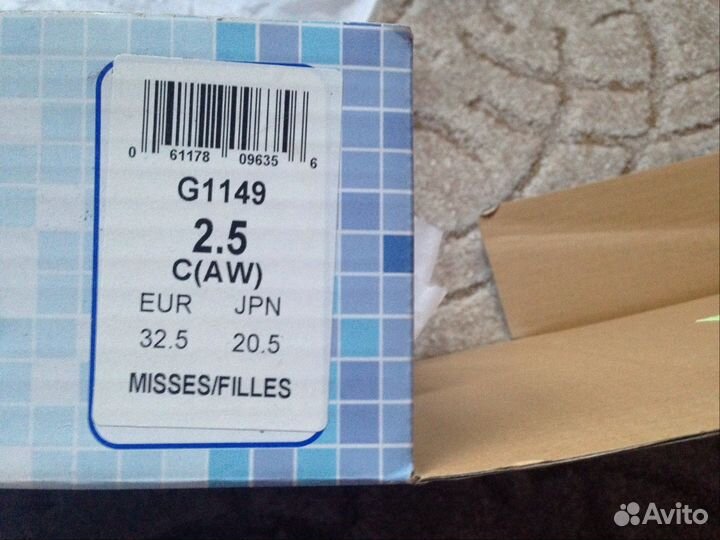 0 61178 09635 6
G1149
2.5
C(AW)
EUR JPN
32.5 20.5
MISSES/FILLES
Avito